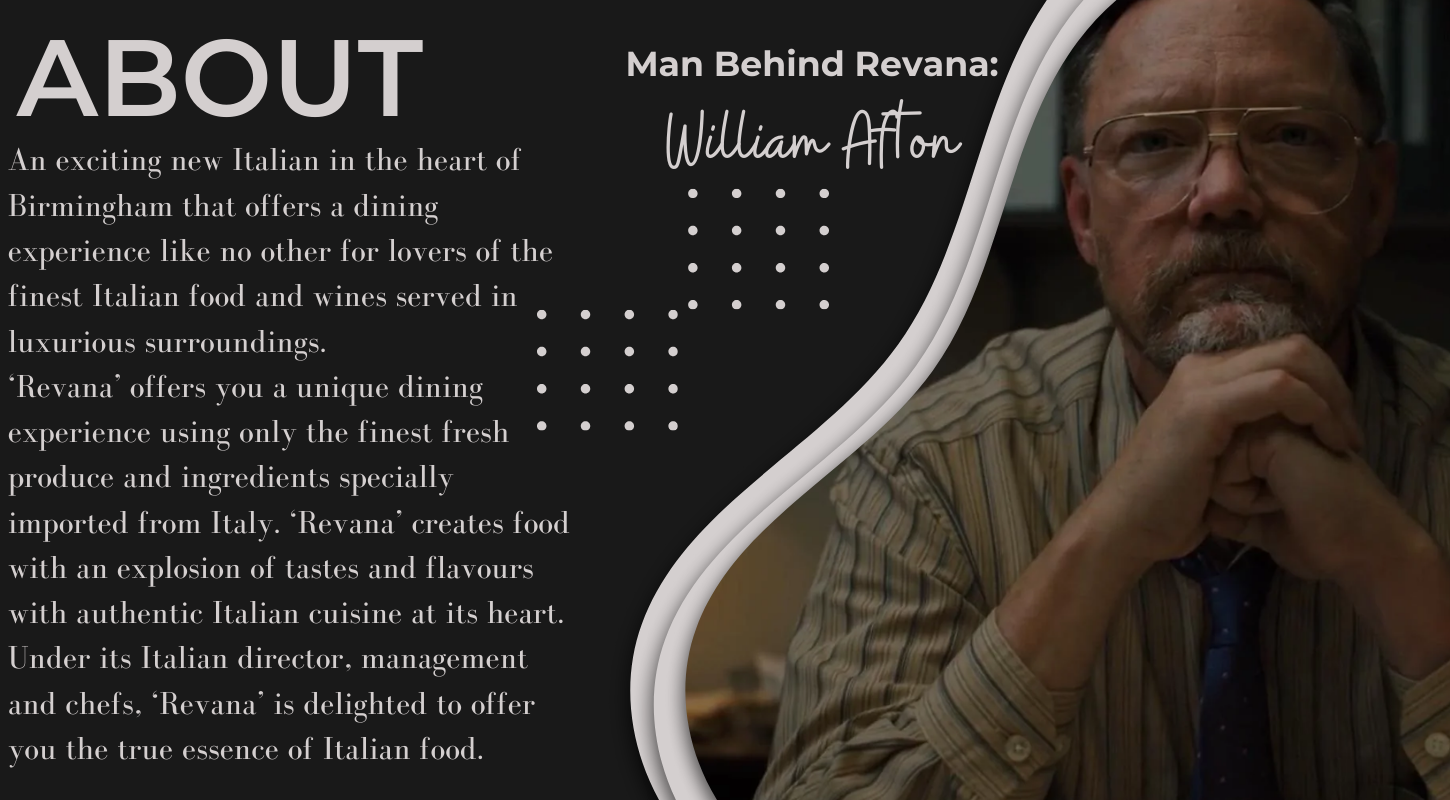 ABOUT
An exciting new Italian in the heart of
Birmingham that offers a dining
experience like no other for lovers of the
finest Italian food and wines served in
luxurious surroundings.
‘Revana’ offers you a unique dining
experience using only the finest fresh
produce and ingredients specially
imported from Italy. ‘Revana’ creates food
with an explosion of tastes and flavours
with authentic Italian cuisine at its heart.
Under its Italian director, management
and chefs, ‘Revana’ is delighted to offer
you the true essence of Italian food.
Man Behind Revana:
William Afton